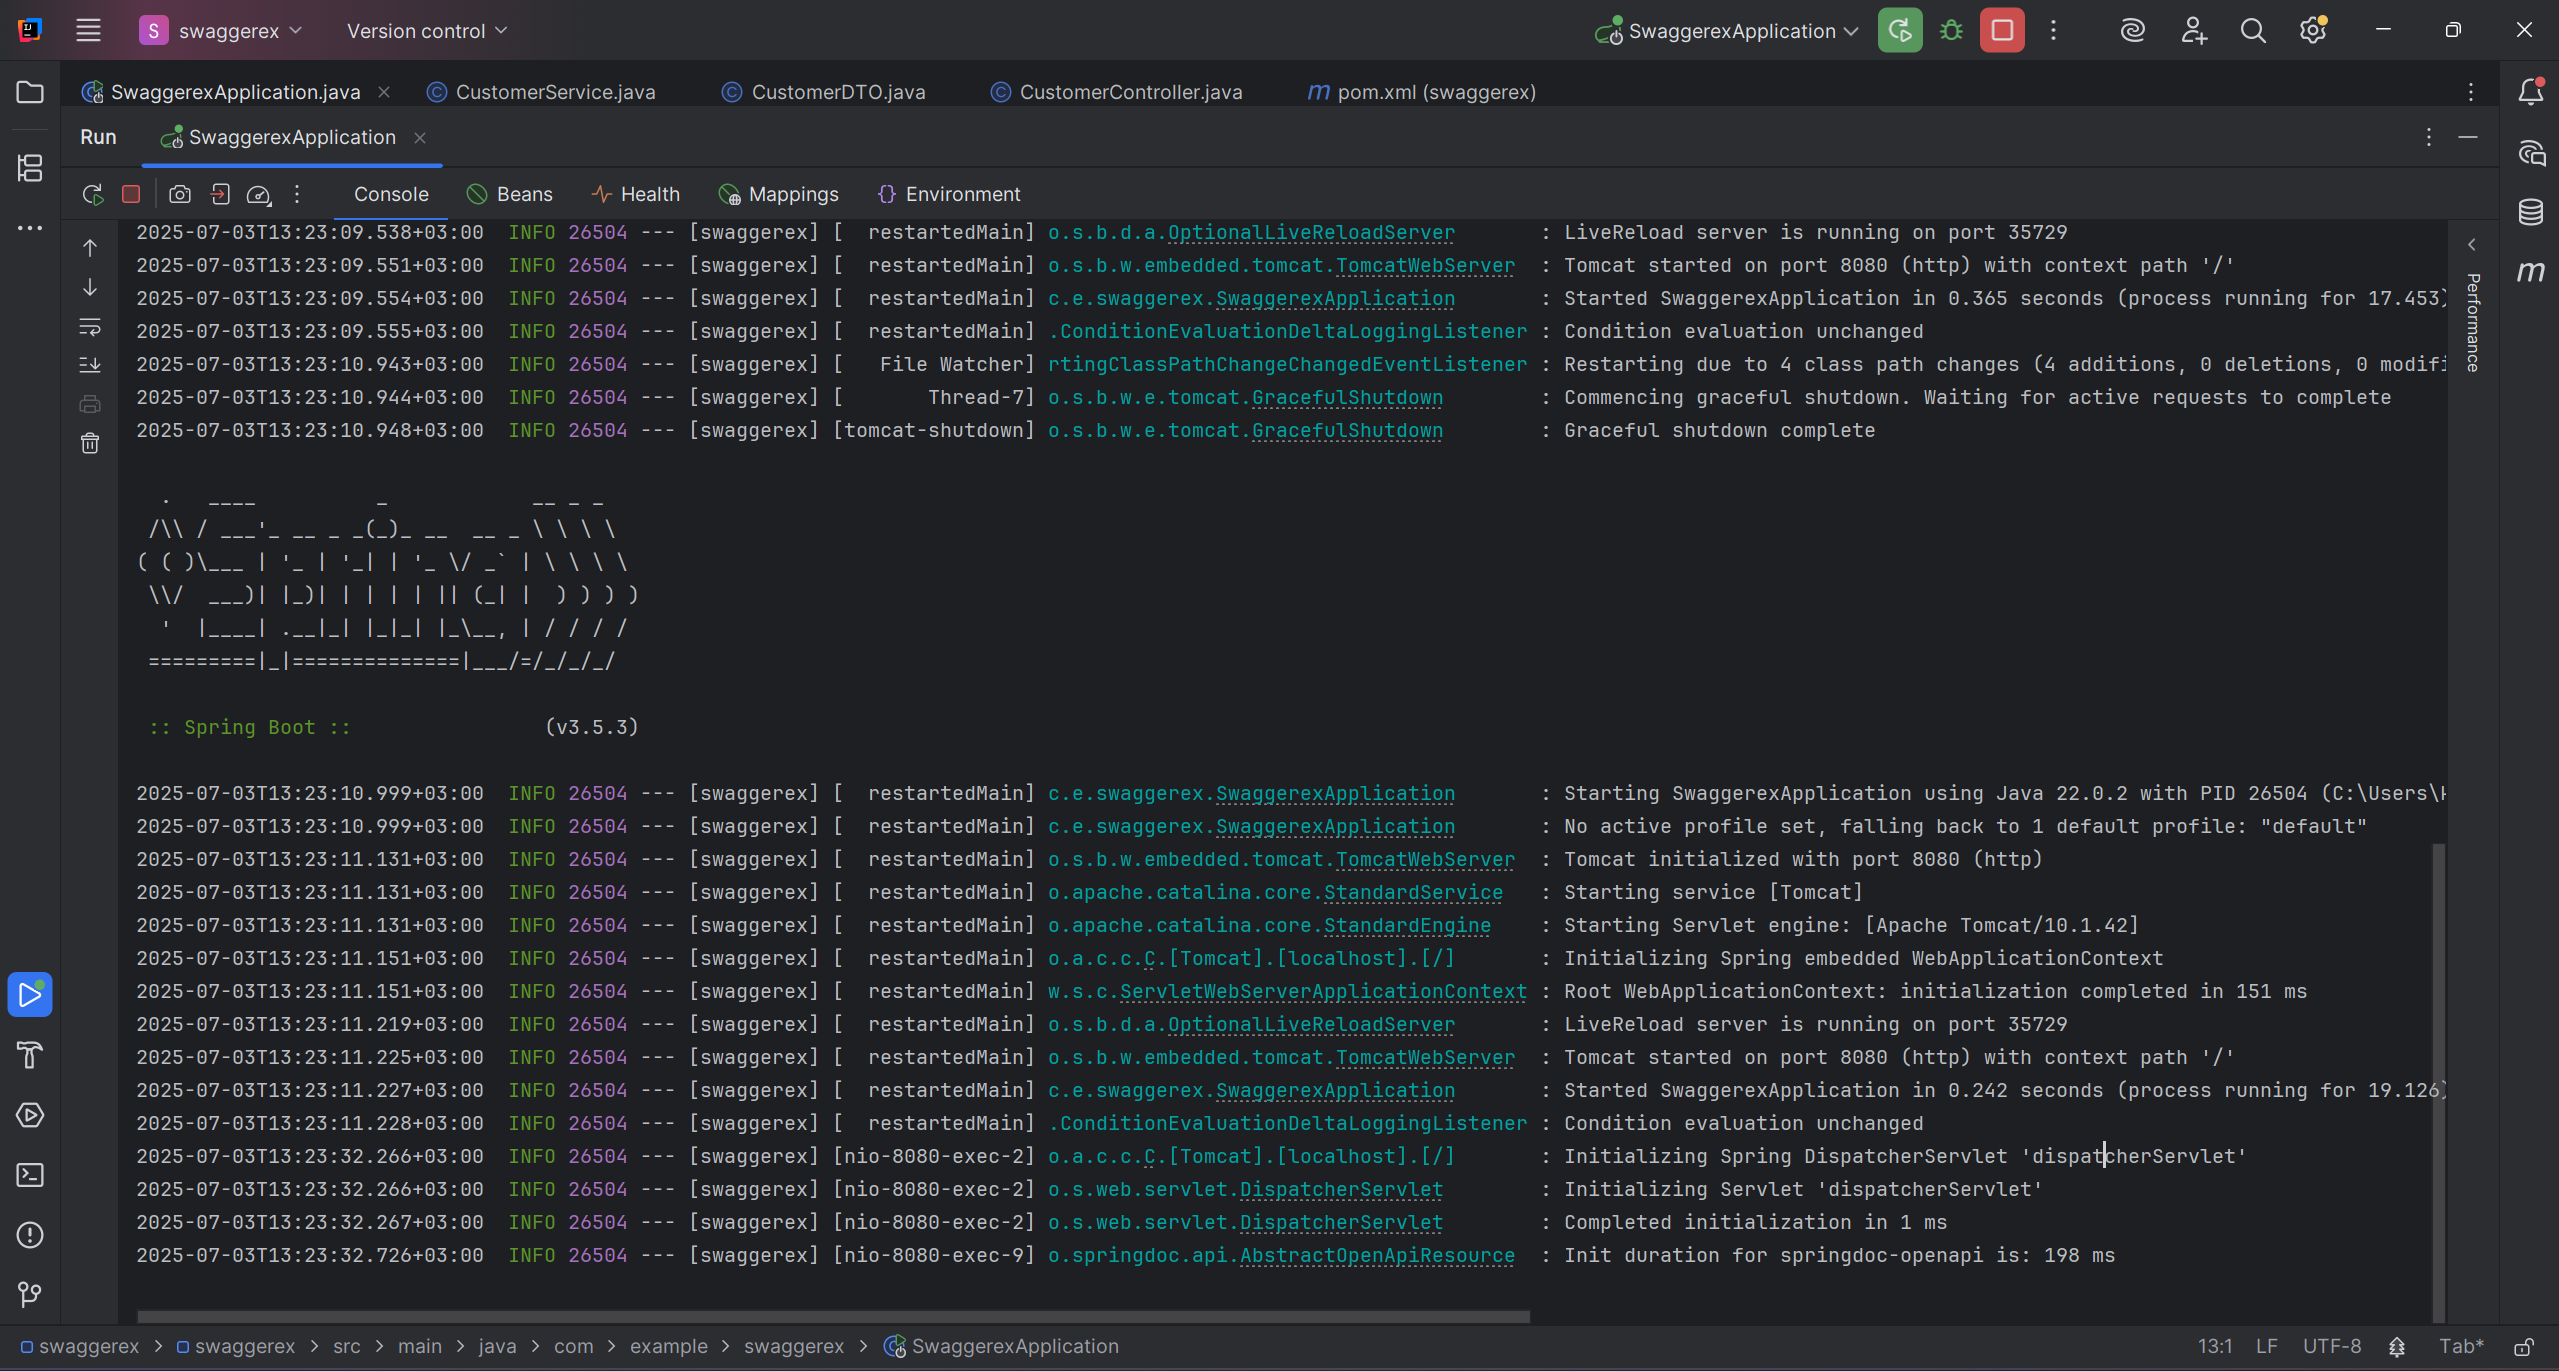 S swaggerex Version control SwaggerexApplication
SwaggerexApplication.java CustomerService.java CustomerDTO.java CustomerController.java m pom.xml (swaggerex)
Run SwaggerexApplication
Console Beans Health Mappings Environment
2025-07-03T13:23:09.538+03:00  INFO 26504 --- [swaggerex] [  restartedMain] o.s.b.d.a.OptionalLiveReloadServer       : LiveReload server is running on port 35729
2025-07-03T13:23:09.551+03:00  INFO 26504 --- [swaggerex] [  restartedMain] o.s.b.w.embedded.tomcat.TomcatWebServer  : Tomcat started on port 8080 (http) with context path '/'
2025-07-03T13:23:09.554+03:00  INFO 26504 --- [swaggerex] [  restartedMain] c.e.swaggerex.SwaggerexApplication       : Started SwaggerexApplication in 0.365 seconds (process running for 17.453)
2025-07-03T13:23:09.555+03:00  INFO 26504 --- [swaggerex] [  restartedMain] .ConditionEvaluationDeltaLoggingListener : Condition evaluation unchanged
2025-07-03T13:23:10.943+03:00  INFO 26504 --- [swaggerex] [   File Watcher] rtingClassPathChangeChangedEventListener : Restarting due to 4 class path changes (4 additions, 0 deletions, 0 modifi
2025-07-03T13:23:10.944+03:00  INFO 26504 --- [swaggerex] [       Thread-7] o.s.b.w.e.tomcat.GracefulShutdown        : Commencing graceful shutdown. Waiting for active requests to complete
2025-07-03T13:23:10.948+03:00  INFO 26504 --- [swaggerex] [tomcat-shutdown] o.s.b.w.e.tomcat.GracefulShutdown        : Graceful shutdown complete
  .   ____          _            __ _ _
 /\\ / ___'_ __ _ _(_)_ __  __ _ \ \ \ \
( ( )\___ | '_ | '_| | '_ \/ _` | \ \ \ \
 \\/  ___)| |_)| | | | | || (_| |  ) ) ) )
  '  |____| .__|_| |_|_| |_\__, | / / / /
 =========|_|==============|___/=/_/_/_/
 :: Spring Boot ::                (v3.5.3)
2025-07-03T13:23:10.999+03:00  INFO 26504 --- [swaggerex] [  restartedMain] c.e.swaggerex.SwaggerexApplication       : Starting SwaggerexApplication using Java 22.0.2 with PID 26504 (C:\Users\
2025-07-03T13:23:10.999+03:00  INFO 26504 --- [swaggerex] [  restartedMain] c.e.swaggerex.SwaggerexApplication       : No active profile set, falling back to 1 default profile: "default"
2025-07-03T13:23:11.131+03:00  INFO 26504 --- [swaggerex] [  restartedMain] o.s.b.w.embedded.tomcat.TomcatWebServer  : Tomcat initialized with port 8080 (http)
2025-07-03T13:23:11.131+03:00  INFO 26504 --- [swaggerex] [  restartedMain] o.apache.catalina.core.StandardService   : Starting service [Tomcat]
2025-07-03T13:23:11.131+03:00  INFO 26504 --- [swaggerex] [  restartedMain] o.apache.catalina.core.StandardEngine    : Starting Servlet engine: [Apache Tomcat/10.1.42]
2025-07-03T13:23:11.151+03:00  INFO 26504 --- [swaggerex] [  restartedMain] o.a.c.c.C.[Tomcat].[localhost].[/]       : Initializing Spring embedded WebApplicationContext
2025-07-03T13:23:11.151+03:00  INFO 26504 --- [swaggerex] [  restartedMain] w.s.c.ServletWebServerApplicationContext : Root WebApplicationContext: initialization completed in 151 ms
2025-07-03T13:23:11.219+03:00  INFO 26504 --- [swaggerex] [  restartedMain] o.s.b.d.a.OptionalLiveReloadServer       : LiveReload server is running on port 35729
2025-07-03T13:23:11.225+03:00  INFO 26504 --- [swaggerex] [  restartedMain] o.s.b.w.embedded.tomcat.TomcatWebServer  : Tomcat started on port 8080 (http) with context path '/'
2025-07-03T13:23:11.227+03:00  INFO 26504 --- [swaggerex] [  restartedMain] c.e.swaggerex.SwaggerexApplication       : Started SwaggerexApplication in 0.242 seconds (process running for 19.126)
2025-07-03T13:23:11.228+03:00  INFO 26504 --- [swaggerex] [  restartedMain] .ConditionEvaluationDeltaLoggingListener : Condition evaluation unchanged
2025-07-03T13:23:32.266+03:00  INFO 26504 --- [swaggerex] [nio-8080-exec-2] o.a.c.c.C.[Tomcat].[localhost].[/]       : Initializing Spring DispatcherServlet 'dispatcherServlet'
2025-07-03T13:23:32.266+03:00  INFO 26504 --- [swaggerex] [nio-8080-exec-2] o.s.web.servlet.DispatcherServlet        : Initializing Servlet 'dispatcherServlet'
2025-07-03T13:23:32.267+03:00  INFO 26504 --- [swaggerex] [nio-8080-exec-2] o.s.web.servlet.DispatcherServlet        : Completed initialization in 1 ms
2025-07-03T13:23:32.726+03:00  INFO 26504 --- [swaggerex] [nio-8080-exec-9] o.springdoc.api.AbstractOpenApiResource  : Init duration for springdoc-openapi is: 198 ms
Performance
m
swaggerex > swaggerex > src > main > java > com > example > swaggerex > SwaggerexApplication 13:1 LF UTF-8 Tab*